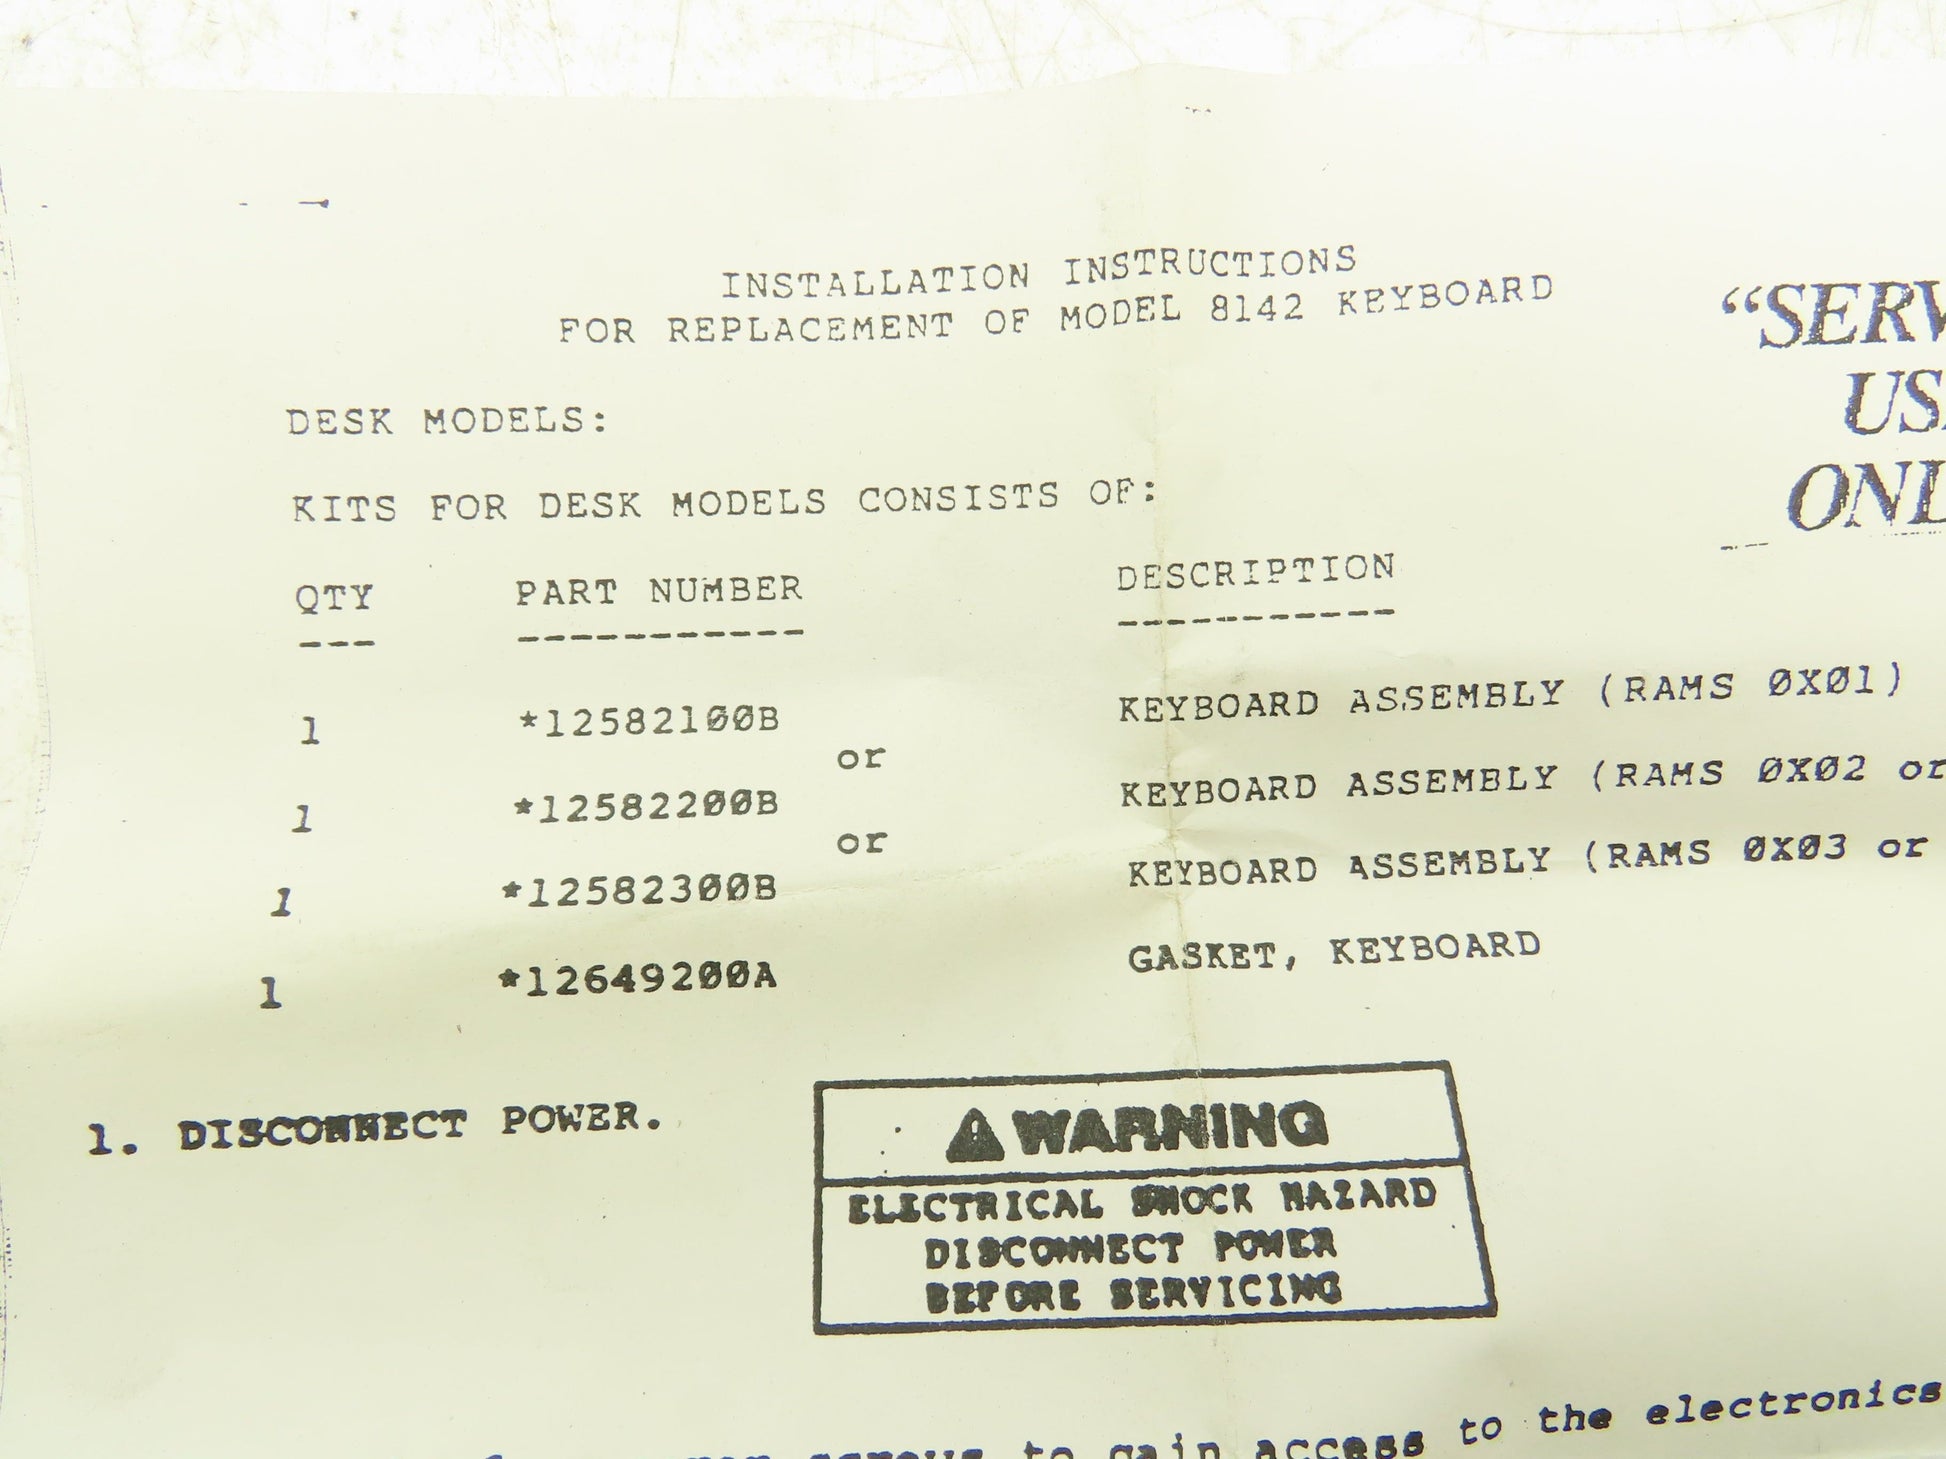 INSTALLATION INSTRUCTIONS
FOR REPLACEMENT OF MODEL 8142 KEYBOARD
"SERV
US
ONL
DESK MODELS:
KITS FOR DESK MODELS CONSISTS OF:
QTY PART NUMBER DESCRIPTION
--- ------------ -----------
1 *12582100B KEYBOARD ASSEMBLY (RAMS 0X01)
or
1 *12582200B KEYBOARD ASSEMBLY (RAMS 0X02 or
or
1 *12582300B KEYBOARD ASSEMBLY (RAMS 0X03 or
1 *12649200A GASKET, KEYBOARD
1. DISCONNECT POWER.
WARNING
ELECTRICAL SHOCK HAZARD
DISCONNECT POWER
BEFORE SERVICING
screws to gain access to the electronics